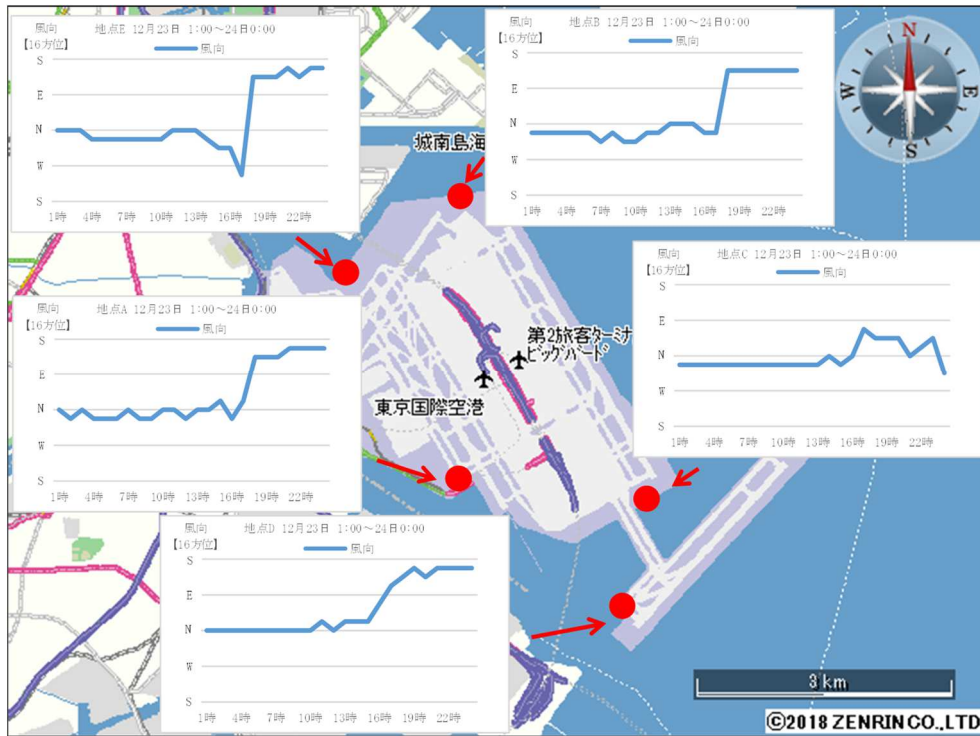 風向
【16方位】
地点E 12月23日 1:00～24日0:00
風向
S
E
N
W
S
1時 4時 7時 10時 13時 16時 19時 22時
風向
【16方位】
地点B 12月23日 1:00～24日0:00
風向
S
E
N
W
S
1時 4時 7時 10時 13時 16時 19時 22時
N
W
E
S
城南島海
風向
【16方位】
地点C 12月23日 1:00～24日0:00
風向
S
E
N
W
S
1時 4時 7時 10時 13時 16時 19時 22時
風向
【16方位】
地点A 12月23日 1:00～24日0:00
風向
S
E
N
W
S
1時 4時 7時 10時 13時 16時 19時 22時
第2旅客ターミナ
ビッグバード
東京国際空港
風向
【16方位】
地点D 12月23日 1:00～24日0:00
風向
S
E
N
W
S
1時 4時 7時 10時 13時 16時 19時 22時
3 km
©2018 ZENRIN CO., LTD